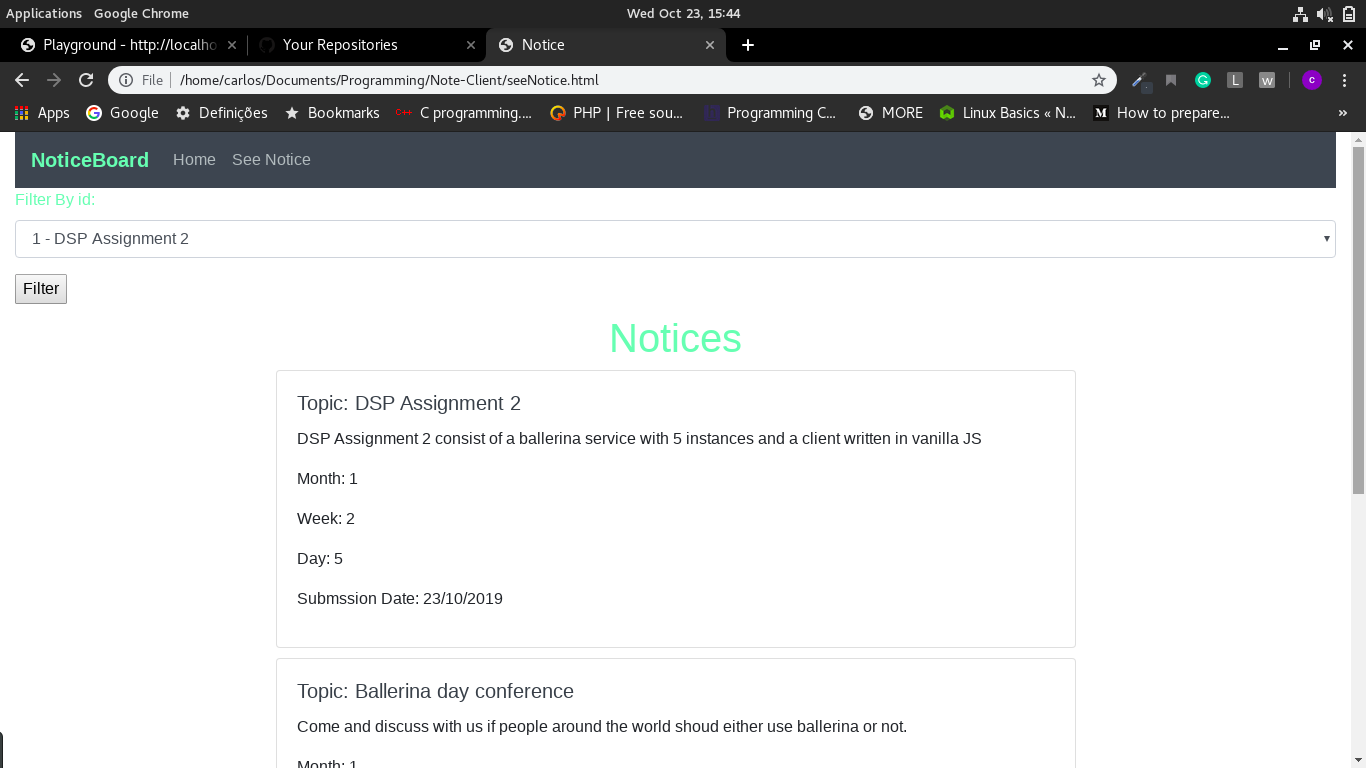 Applications Google Chrome Wed Oct 23, 15:44
Playground - http://localho Your Repositories Notice
File /home/carlos/Documents/Programming/Note-Client/seeNotice.html
Apps Google Definições Bookmarks C programming.... PHP | Free sou... Programming C... MORE Linux Basics « N... How to prepare... »
NoticeBoard Home See Notice
Filter By id:
1 - DSP Assignment 2
Filter
Notices
Topic: DSP Assignment 2
DSP Assignment 2 consist of a ballerina service with 5 instances and a client written in vanilla JS
Month: 1
Week: 2
Day: 5
Submssion Date: 23/10/2019
Topic: Ballerina day conference
Come and discuss with us if people around the world shoud either use ballerina or not.
Month: 1